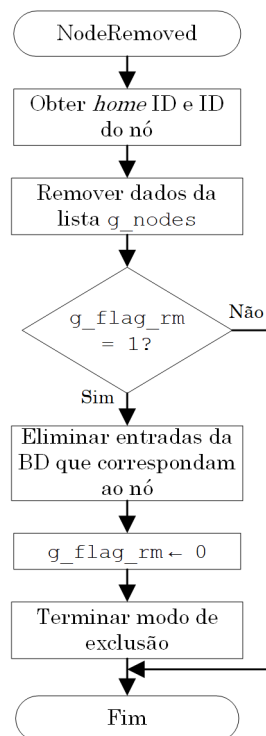 NodeRemoved
Obter home ID e ID
do nó
Remover dados da
lista g_nodes
g_flag_rm
= 1?
Não
Sim
Eliminar entradas da
BD que correspondam
ao nó
g_flag_rm ← 0
Terminar modo de
exclusão
Fim